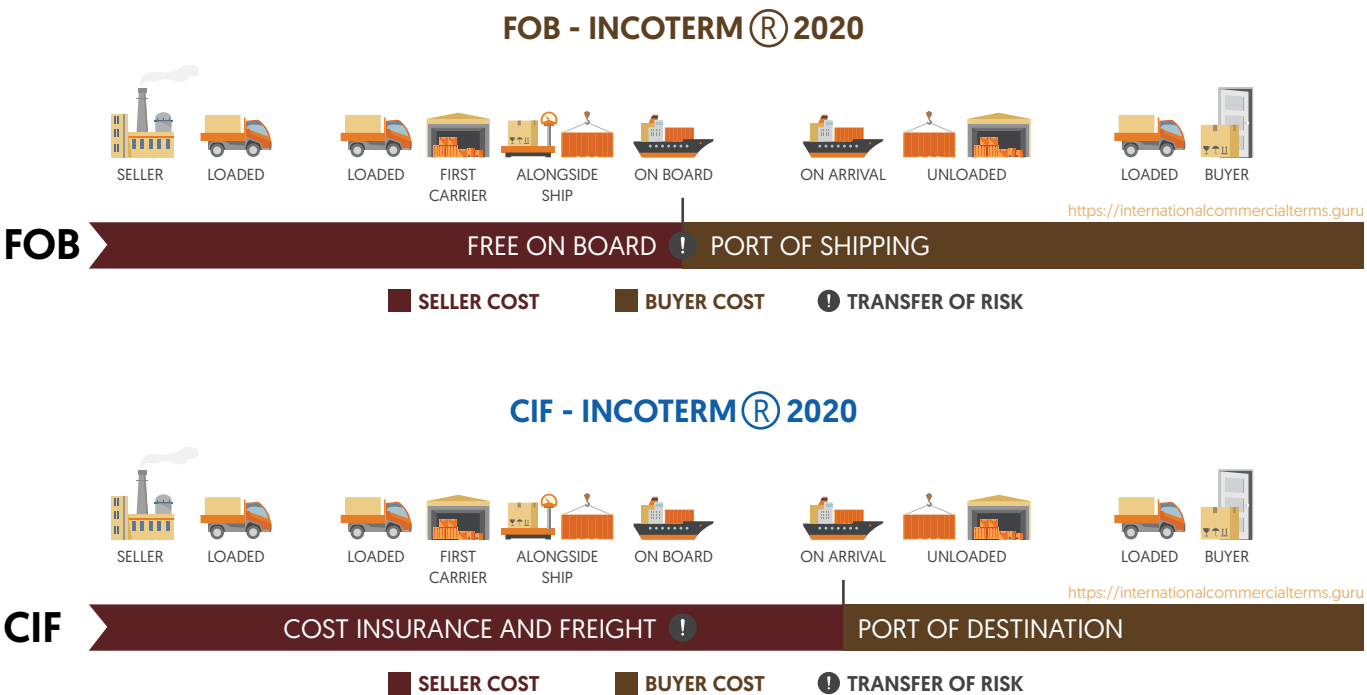 FOB - INCOTERM Ⓡ 2020
SELLER LOADED LOADED FIRST CARRIER ALONGSIDE SHIP ON BOARD ON ARRIVAL UNLOADED LOADED BUYER
https://internationalcommercialterms.guru
FOB FREE ON BOARD ! PORT OF SHIPPING
SELLER COST BUYER COST ! TRANSFER OF RISK
CIF - INCOTERM Ⓡ 2020
SELLER LOADED LOADED FIRST CARRIER ALONGSIDE SHIP ON BOARD ON ARRIVAL UNLOADED LOADED BUYER
https://internationalcommercialterms.guru
CIF COST INSURANCE AND FREIGHT ! PORT OF DESTINATION
SELLER COST BUYER COST ! TRANSFER OF RISK